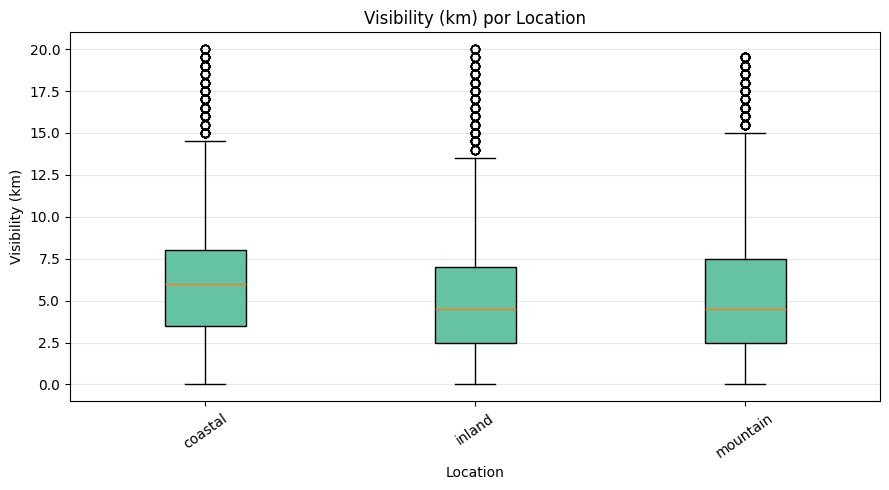 Visibility (km) por Location
20.0
17.5
15.0
12.5
10.0
7.5
5.0
2.5
0.0
Visibility (km)
coastal
inland
mountain
Location